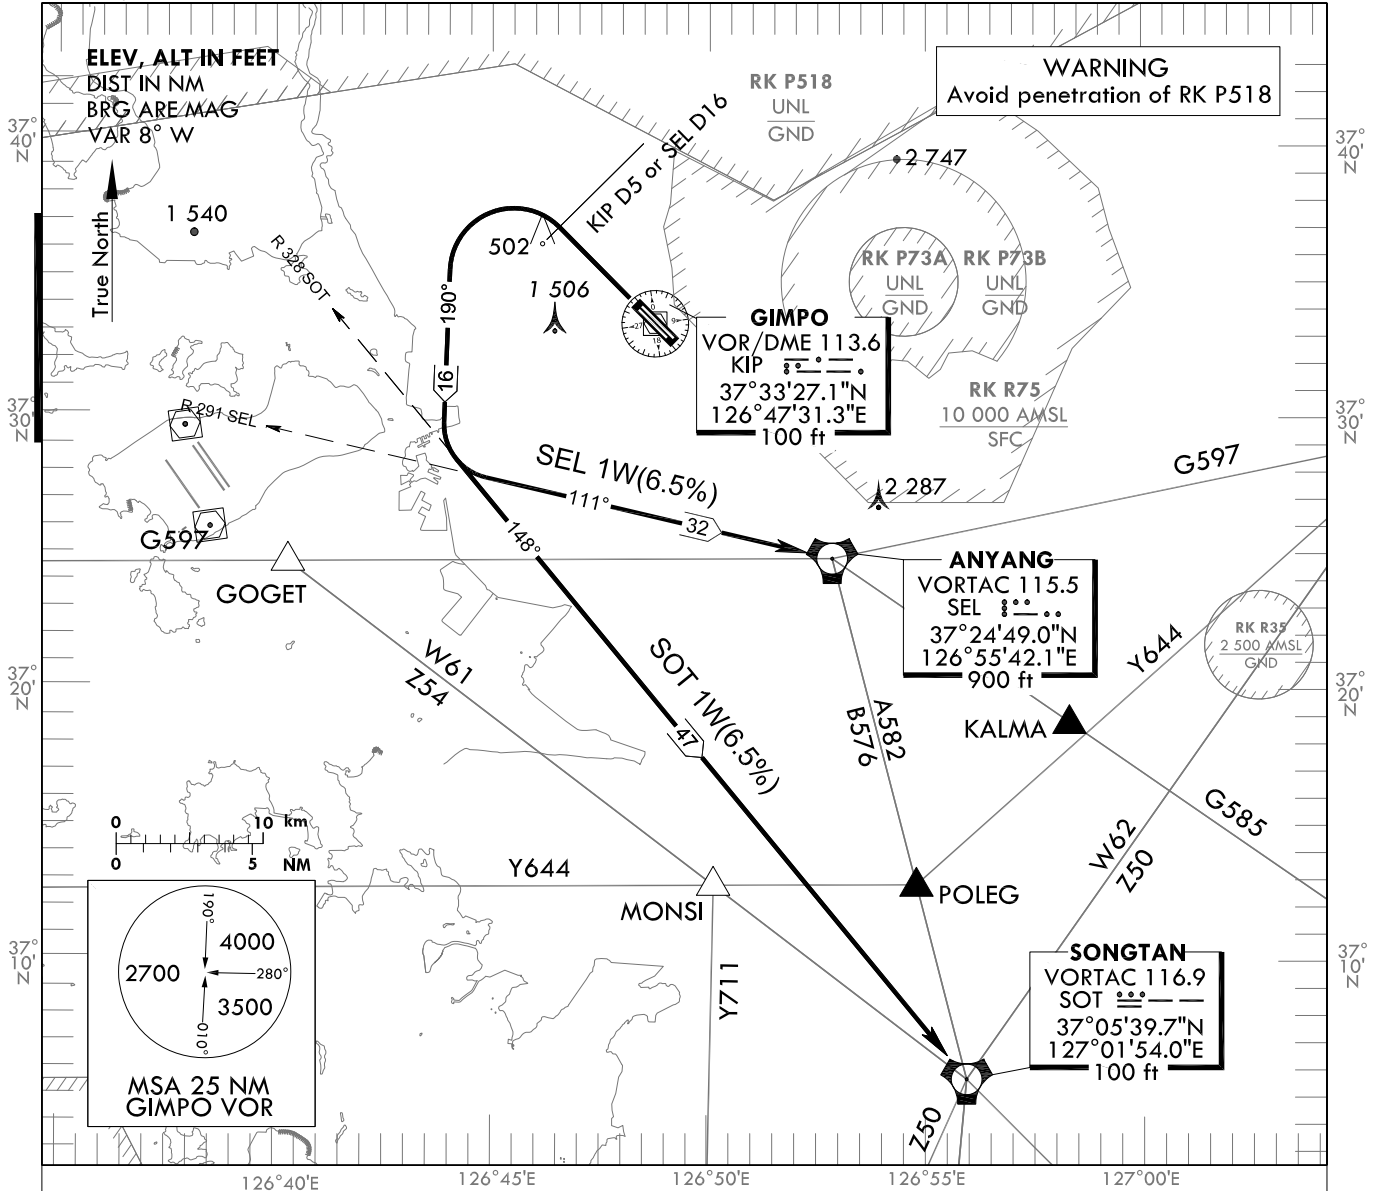 ELEV, ALT IN FEET
DIST IN NM
BRG ARE MAG
VAR 8° W
WARNING
Avoid penetration of RK P518
RK P518
UNL
GND
37°
40'
N
37°
40'
N
True North
1 540
R 328 SOT
KIP D5 or SEL D16
502
1 506
190°
16
2 747
RK P73A
UNL
GND
RK P73B
UNL
GND
0
9
18
27
GIMPO
VOR/DME 113.6
KIP
37°33'27.1"N
126°47'31.3"E
100 ft
RK R75
10 000 AMSL
SFC
37°
30'
N
37°
30'
N
R 291 SEL
SEL 1W(6.5%)
111°
32
2 287
G597
G597
148°
GOGET
ANYANG
VORTAC 115.5
SEL
37°24'49.0"N
126°55'42.1"E
900 ft
RK R35
2 500 AMSL
GND
Y644
W61
Z54
SOT 1W(6.5%)
47
A582
B576
KALMA
37°
20'
N
37°
20'
N
G585
W62
Z50
0 10 km
0 5 NM
Y644
MONSI
POLEG
190°
4000
2700
280°
3500
010°
MSA 25 NM
GIMPO VOR
37°
10'
N
37°
10'
N
Y711
SONGTAN
VORTAC 116.9
SOT
37°05'39.7"N
127°01'54.0"E
100 ft
Z50
126°40'E
126°45'E
126°50'E
126°55'E
127°00'E